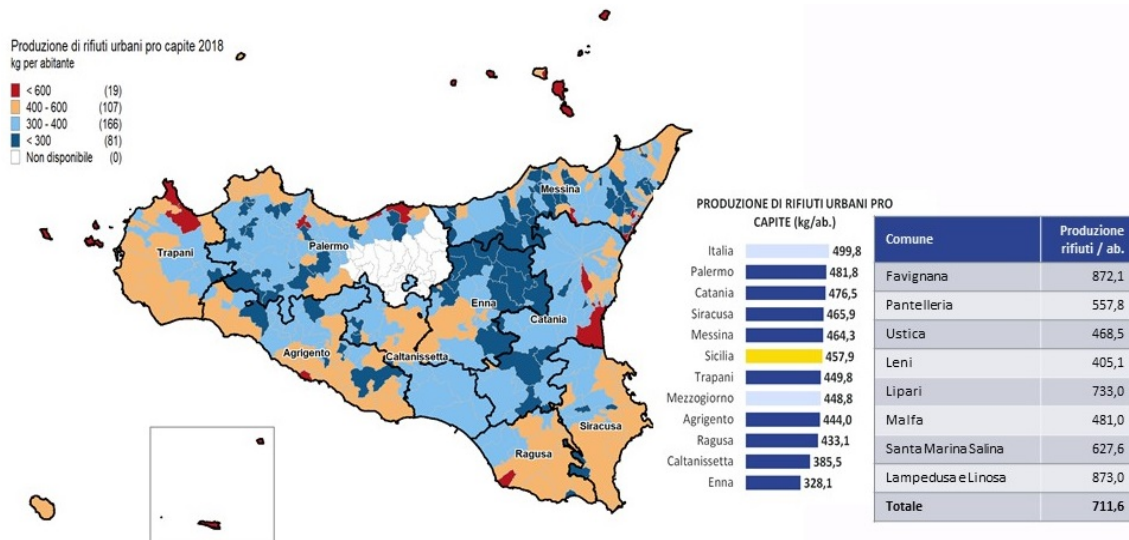 Produzione di rifiuti urbani pro capite 2018
kg per abitante
< 600 (19)
400 - 600 (107)
300 - 400 (166)
< 300 (81)
Non disponibile (0)
Messina
Palermo
Trapani
Enna
Catania
Agrigento
Caltanissetta
Siracusa
Ragusa
PRODUZIONE DI RIFIUTI URBANI PRO
CAPITE (kg/ab.)
Italia 499,8
Palermo 481,8
Catania 476,5
Siracusa 465,9
Messina 464,3
Sicilia 457,9
Trapani 449,8
Mezzogiorno 448,8
Agrigento 444,0
Ragusa 433,1
Caltanissetta 385,5
Enna 328,1
Comune Produzione
rifiuti / ab.
Favignana 872,1
Pantelleria 557,8
Ustica 468,5
Leni 405,1
Lipari 733,0
Malfa 481,0
Santa Marina Salina 627,6
Lampedusa e Linosa 873,0
Totale 711,6